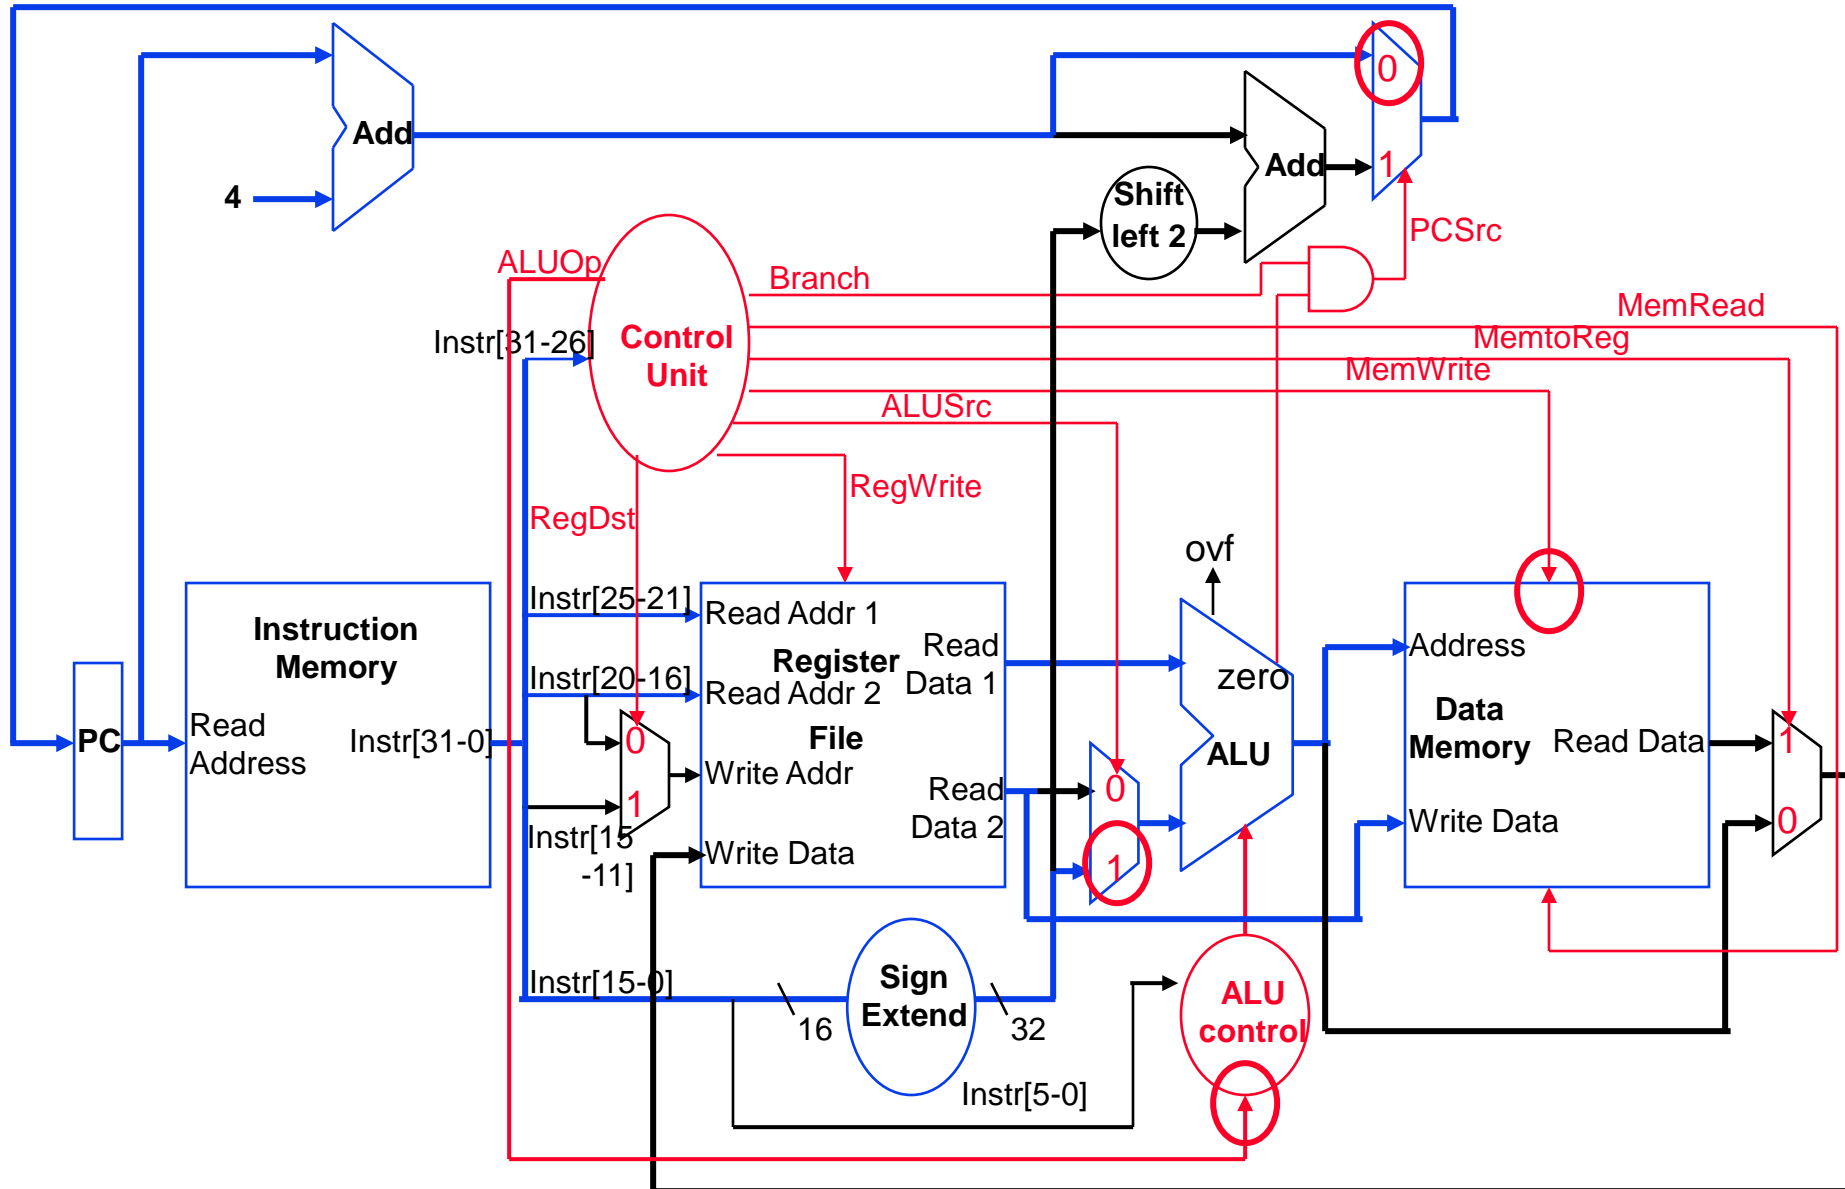 0
Add
Add
1
4
Shift
left 2
PCSrc
ALUOp
Branch
MemRead
Instr[31-26]
Control
Unit
MemtoReg
MemWrite
ALUSrc
RegWrite
RegDst
ovf
Instruction
Memory
Instr[25-21]
Read Addr 1
Read
Data 1
Register
File
Address
zero
Instr[20-16]
Read Addr 2
PC
Read
Address
Instr[31-0]
0
Write Addr
ALU
Data
Memory
Read Data
1
1
Read
Data 2
0
Write Data
0
Instr[15
-11]
Write Data
1
Instr[15-0]
Sign
Extend
16
32
ALU
control
Instr[5-0]